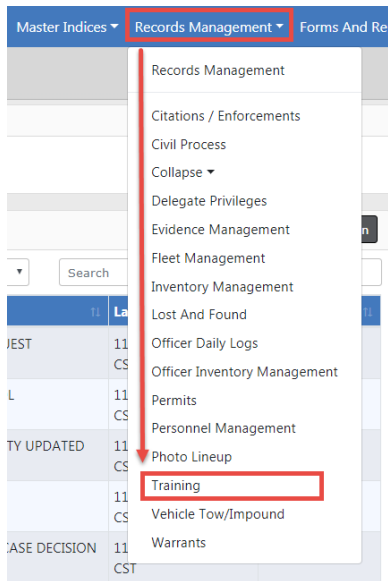 Master Indices Records Management Forms And Re
Records Management
Citations / Enforcements
Civil Process
Collapse
Delegate Privileges
Evidence Management
n
Fleet Management
Search
Inventory Management
La
Lost And Found
JEST 11
Officer Daily Logs
CS
Officer Inventory Management
L 11
CS
Permits
Personnel Management
TY UPDATED 11
CS
Photo Lineup
Training
11
CS
Vehicle Tow/Impound
Warrants
CASE DECISION 11
CST